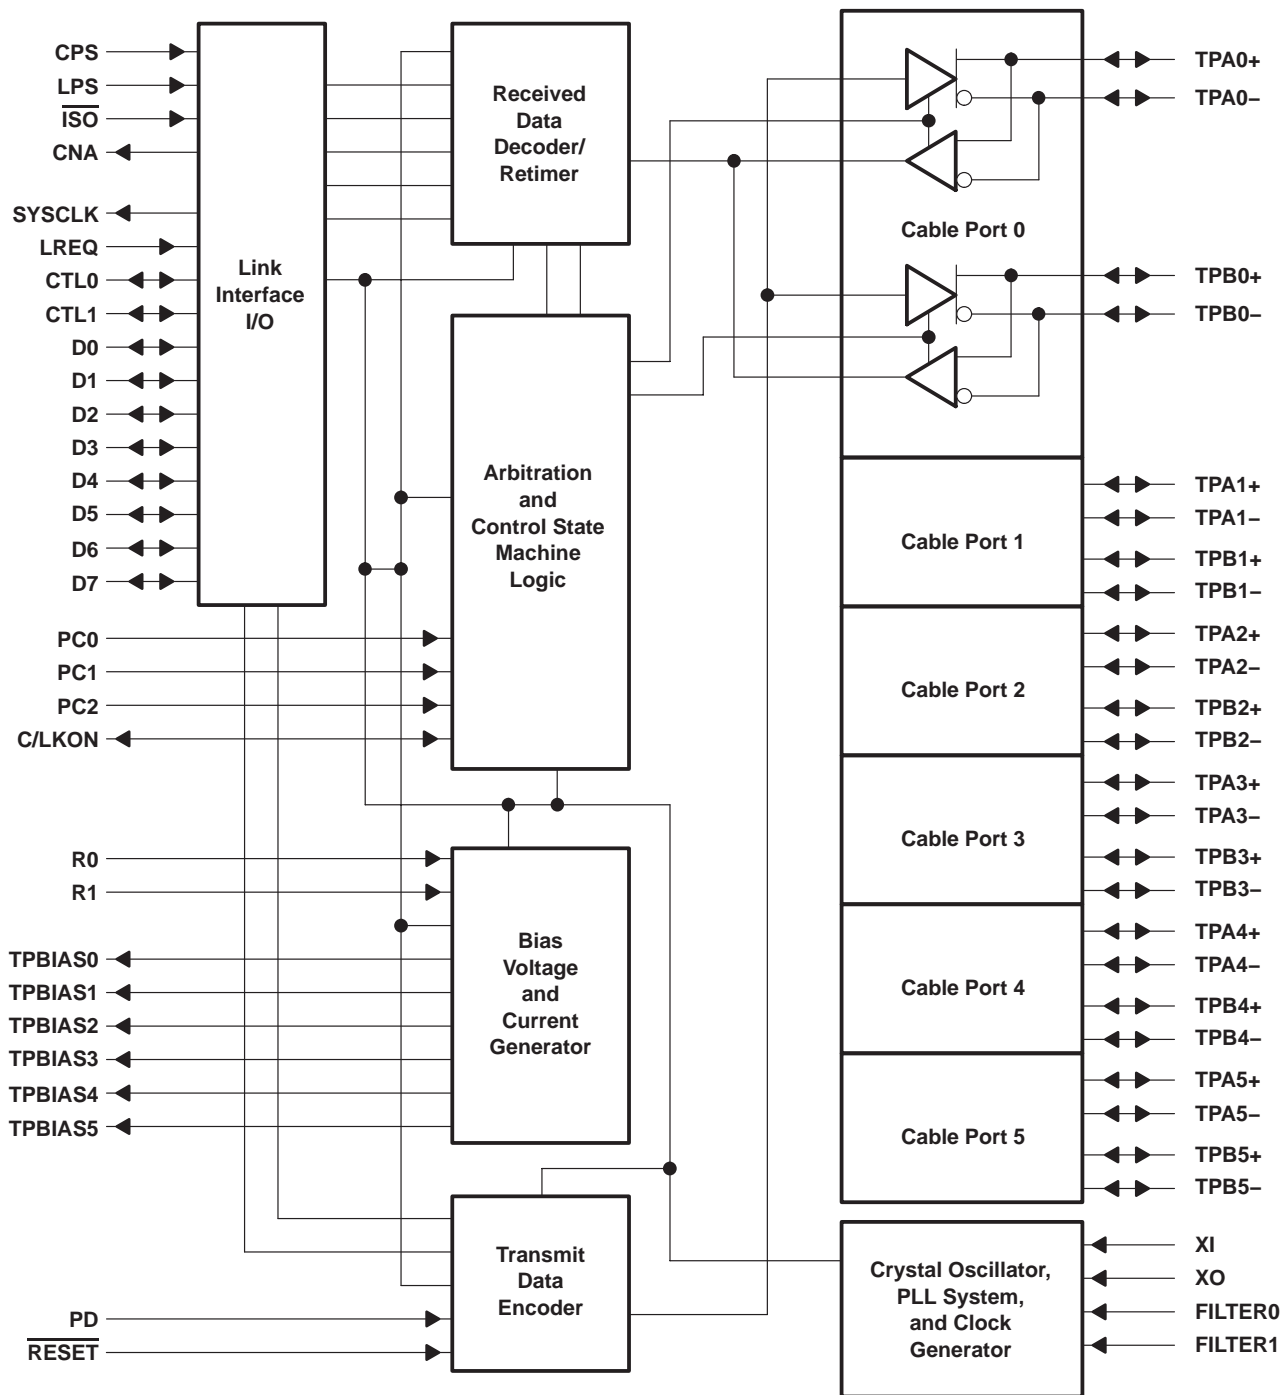 CPS
LPS
ISO
CNA
SYSCLK
LREQ
CTL0
CTL1
D0
D1
D2
D3
D4
D5
D6
D7
PC0
PC1
PC2
C/LKON
R0
R1
TPBIAS0
TPBIAS1
TPBIAS2
TPBIAS3
TPBIAS4
TPBIAS5
PD
RESET
Link
Interface
I/O
Received
Data
Decoder/
Retimer
Arbitration
and
Control State
Machine
Logic
Bias
Voltage
and
Current
Generator
Transmit
Data
Encoder
Cable Port 0
Cable Port 1
Cable Port 2
Cable Port 3
Cable Port 4
Cable Port 5
Crystal Oscillator,
PLL System,
and Clock
Generator
TPA0+
TPA0−
TPB0+
TPB0−
TPA1+
TPA1−
TPB1+
TPB1−
TPA2+
TPA2−
TPB2+
TPB2−
TPA3+
TPA3−
TPB3+
TPB3−
TPA4+
TPA4−
TPB4+
TPB4−
TPA5+
TPA5−
TPB5+
TPB5−
XI
XO
FILTER0
FILTER1